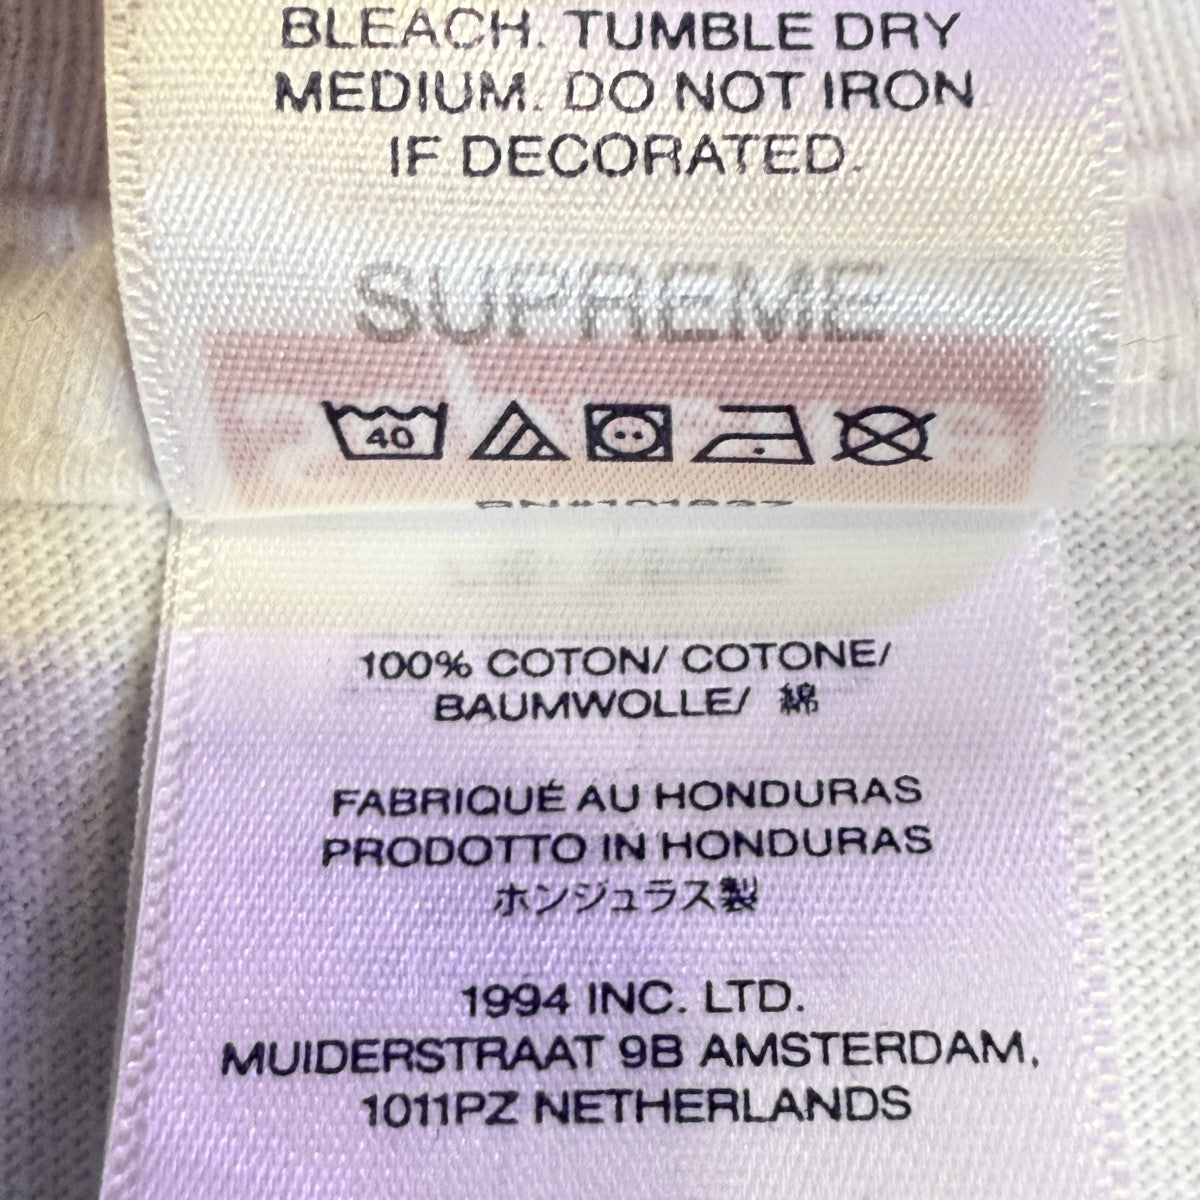 BLEACH. TUMBLE DRY
MEDIUM. DO NOT IRON
IF DECORATED.
SUPREME
40
100% COTON/ COTONE/
BAUMWOLLE/ 綿
FABRIQUÉ AU HONDURAS
PRODOTTO IN HONDURAS
ホンジュラス製
1994 INC. LTD.
MUIDERSTRAAT 9B AMSTERDAM,
1011PZ NETHERLANDS